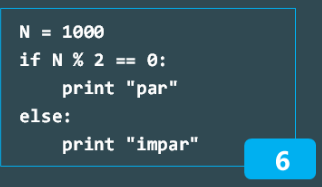 N = 1000
if N % 2 == 0:
    print "par"
else:
    print "impar"
6